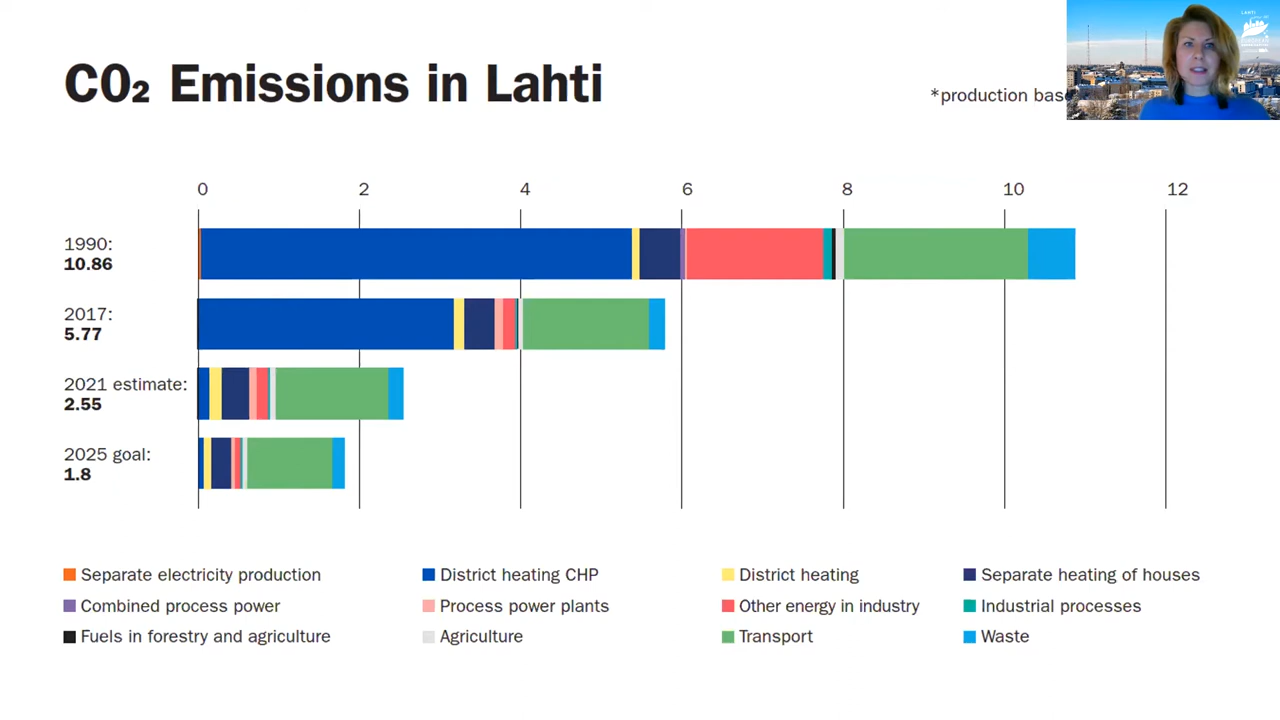 CO₂ Emissions in Lahti
*production
LAHTI
EUROPEAN
0 2 4 6 8 10 12
1990:
10.86
2017:
5.77
2021 estimate:
2.55
2025 goal:
1.8
Separate electricity production District heating CHP District heating Separate heating of houses
Combined process power Process power plants Other energy in industry Industrial processes
Fuels in forestry and agriculture Agriculture Transport Waste